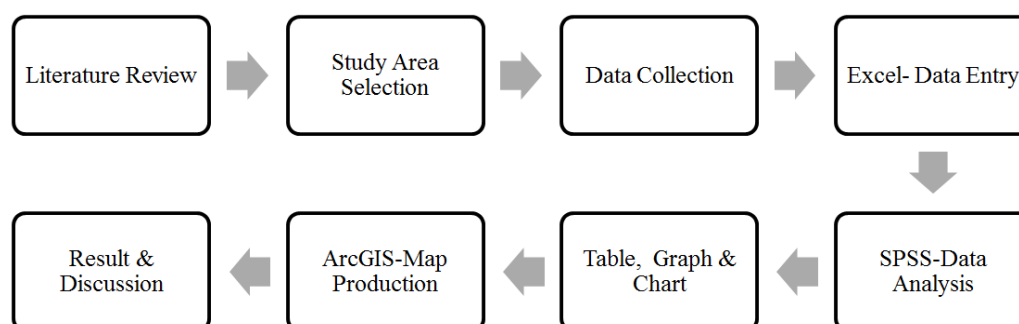 Literature Review
Study Area
Selection
Data Collection
Excel- Data Entry
SPSS-Data
Analysis
Table, Graph &
Chart
ArcGIS-Map
Production
Result &
Discussion